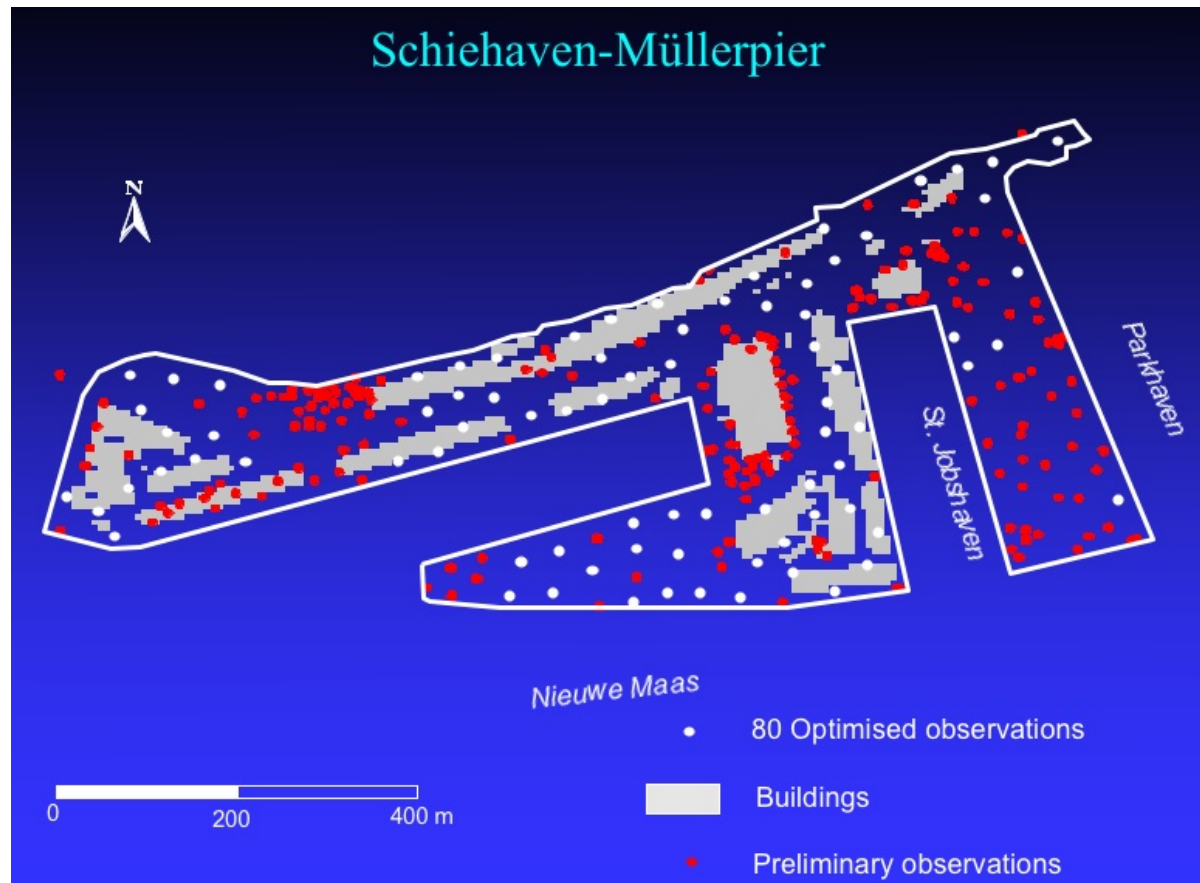 Schiehaven-Müllerpier
N
Parkhaven
St. Jobshaven
Nieuwe Maas
80 Optimised observations
Buildings
Preliminary observations
0 200 400 m